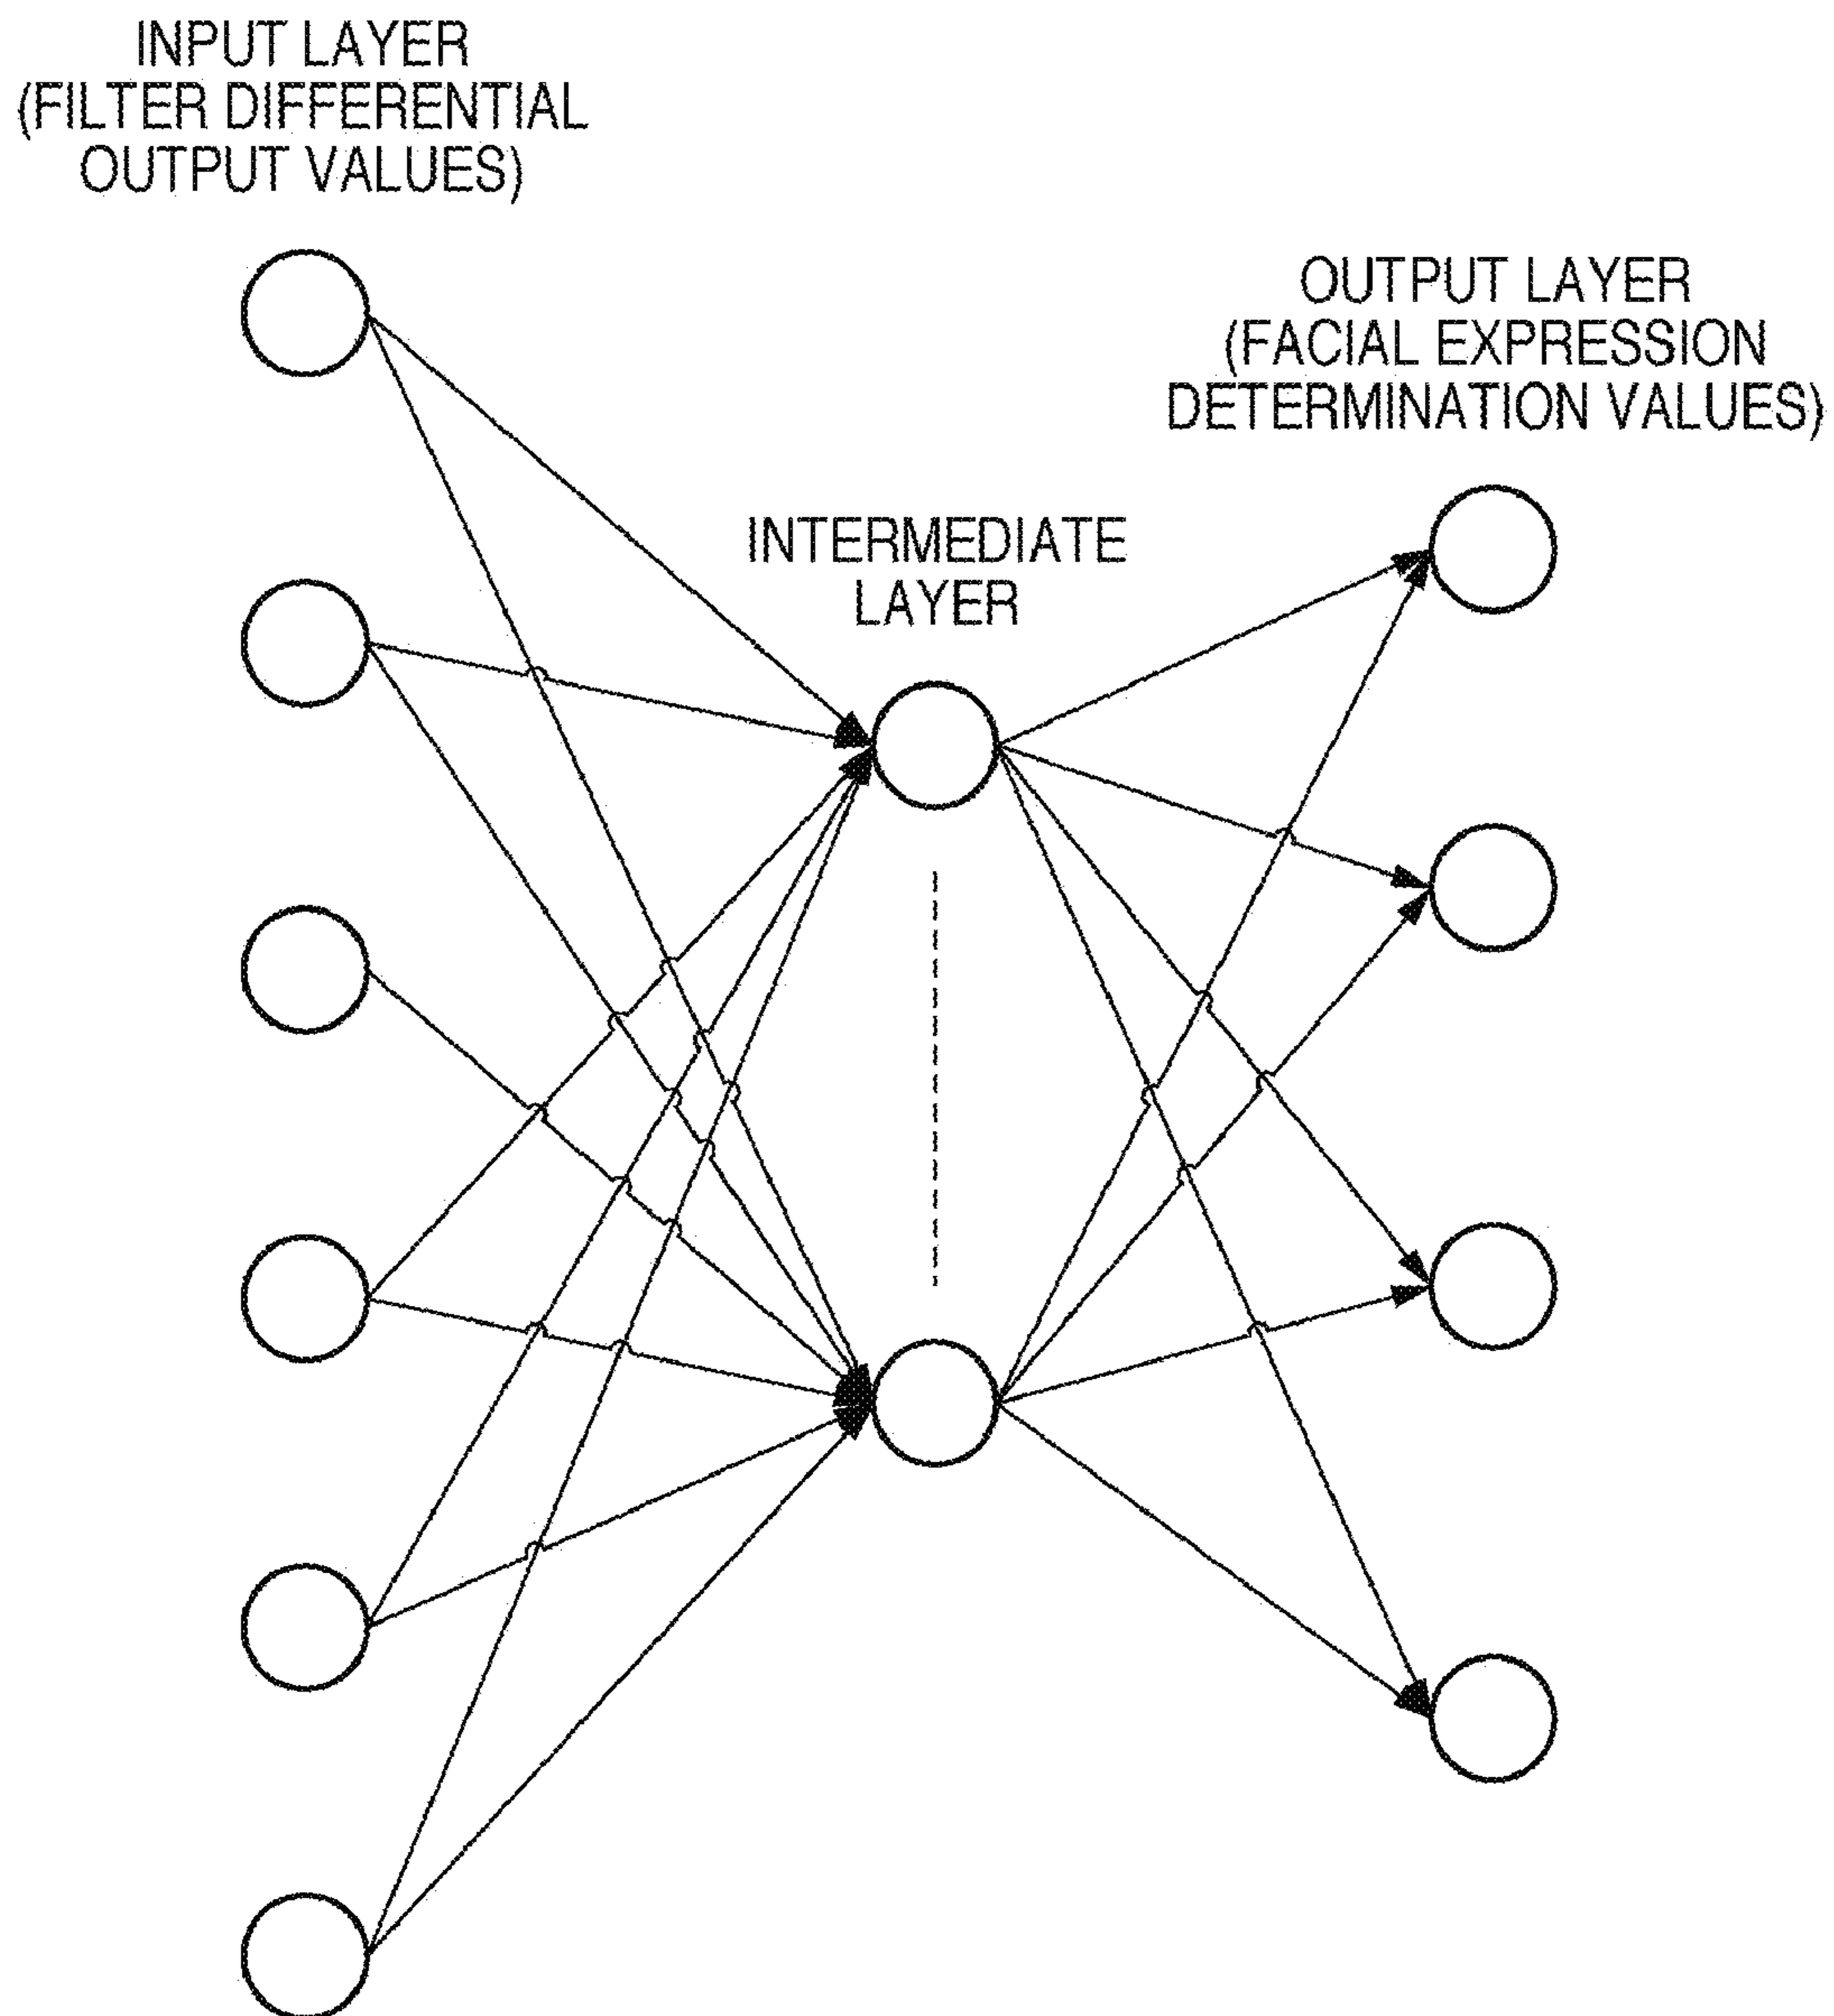 INPUT LAYER
(FILTER DIFFERENTIAL
OUTPUT VALUES)
OUTPUT LAYER
(FACIAL EXPRESSION
DETERMINATION VALUES)
INTERMEDIATE
LAYER